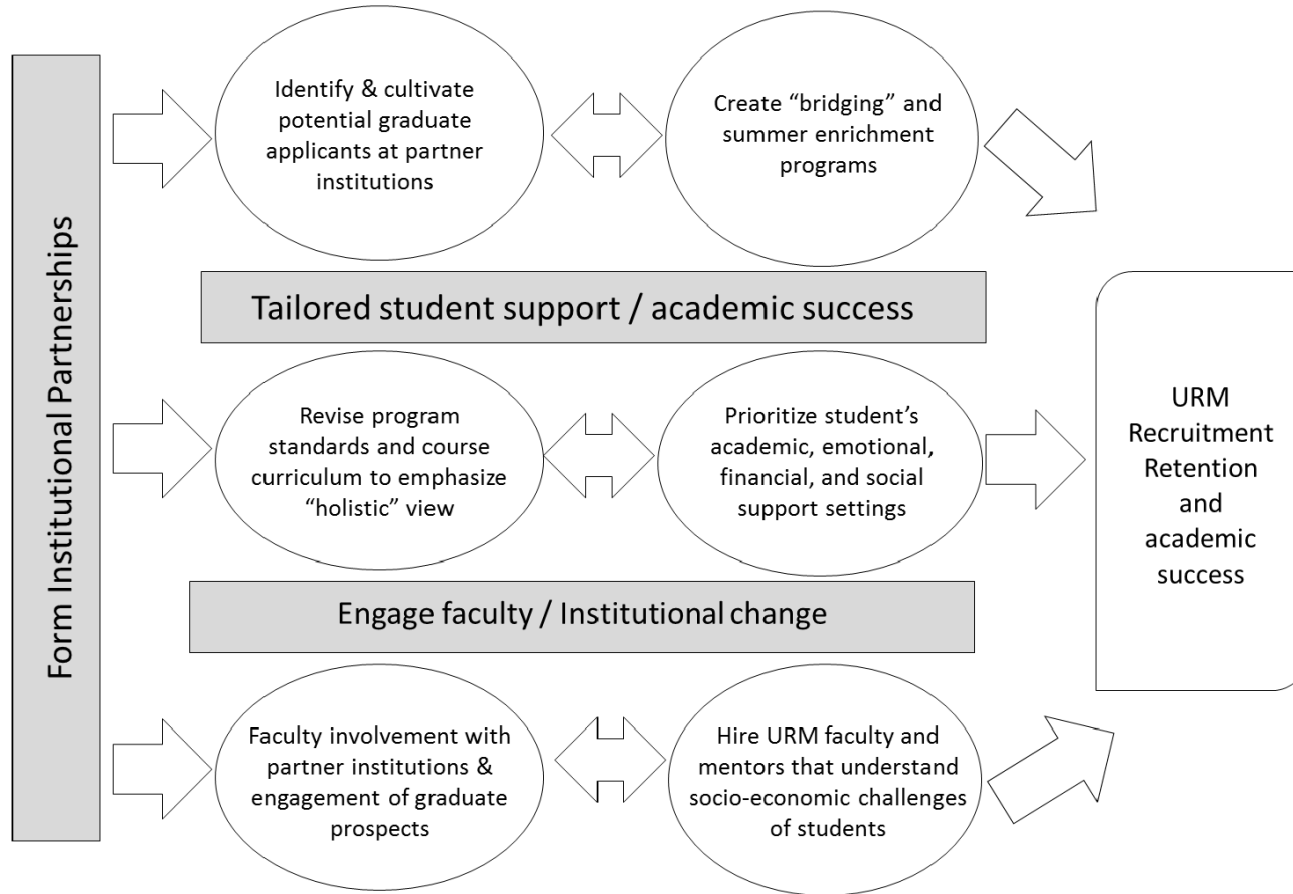 Form Institutional Partnerships
Identify & cultivate
potential graduate
applicants at partner
institutions
Create “bridging” and
summer enrichment
programs
Tailored student support / academic success
Revise program
standards and course
curriculum to emphasize
“holistic” view
Prioritize student’s
academic, emotional,
financial, and social
support settings
Engage faculty / Institutional change
Faculty involvement with
partner institutions &
engagement of graduate
prospects
Hire URM faculty and
mentors that understand
socio-economic challenges
of students
URM
Recruitment
Retention
and
academic
success